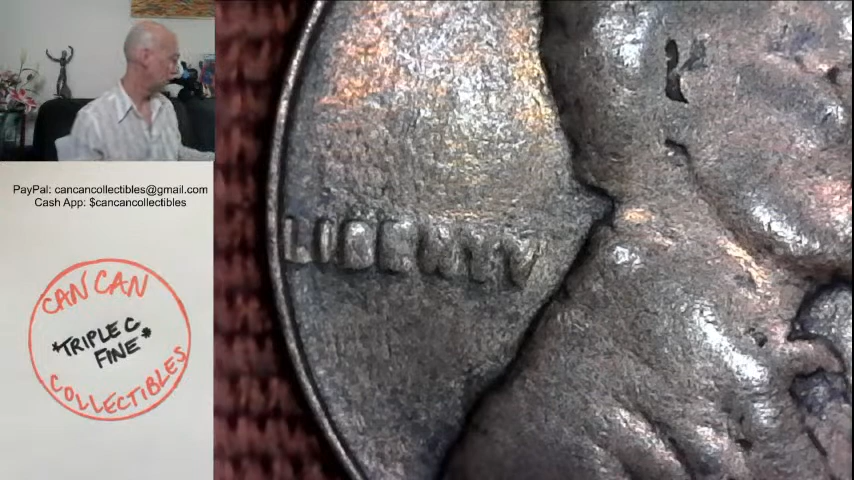 PayPal: cancancollectibles@gmail.com
Cash App: $cancancollectibles
CAN CAN
*TRIPLE C
FINE*
COLLECTIBLES
LIBERTY